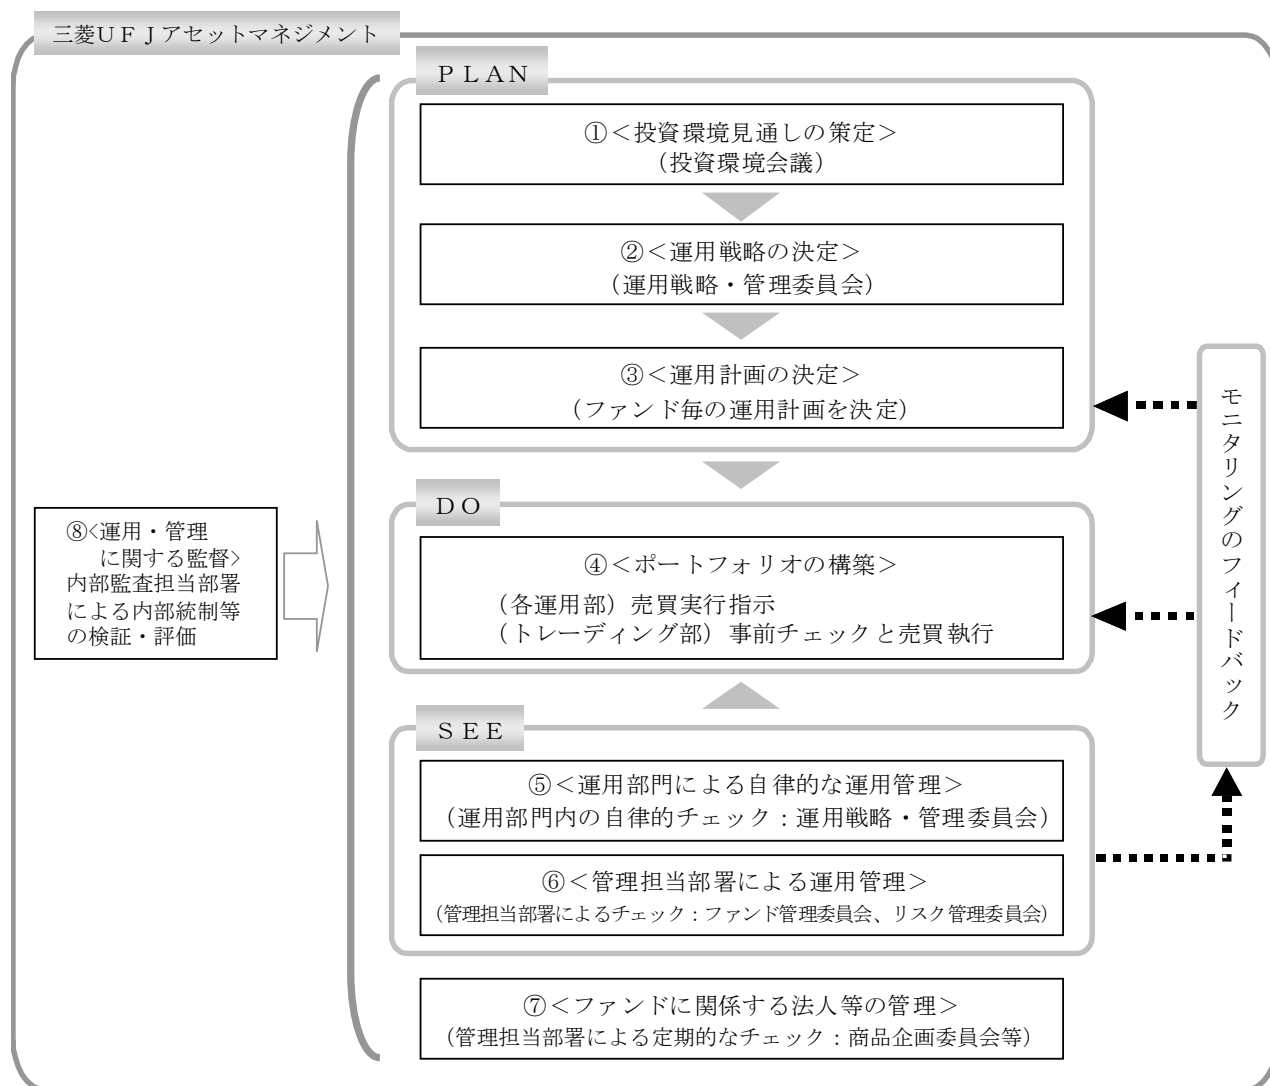 三菱UFJアセットマネジメント
PLAN
①＜投資環境見通しの策定＞
（投資環境会議）
②＜運用戦略の決定＞
（運用戦略・管理委員会）
③＜運用計画の決定＞
（ファンド毎の運用計画を決定）
DO
④＜ポートフォリオの構築＞
（各運用部）売買実行指示
（トレーディング部）事前チェックと売買執行
SEE
⑤＜運用部門による自律的な運用管理＞
（運用部門内の自律的チェック：運用戦略・管理委員会）
⑥＜管理担当部署による運用管理＞
（管理担当部署によるチェック：ファンド管理委員会、リスク管理委員会）
⑦＜ファンドに関係する法人等の管理＞
（管理担当部署による定期的なチェック：商品企画委員会等）
⑧<運用・管理
に関する監督>
内部監査担当部署
による内部統制等
の検証・評価
モニタリングのフィードバック